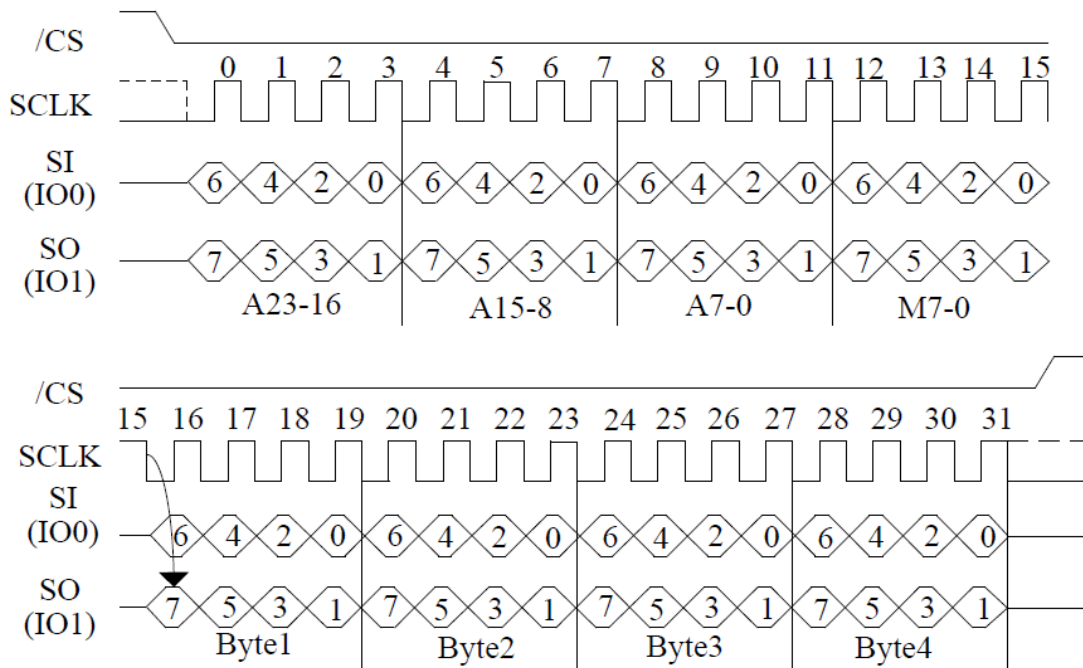 /CS
0 1 2 3 4 5 6 7 8 9 10 11 12 13 14 15
SCLK
SI
(IO0)
6 4 2 0 6 4 2 0 6 4 2 0 6 4 2 0
SO
(IO1)
7 5 3 1 7 5 3 1 7 5 3 1 7 5 3 1
A23-16 A15-8 A7-0 M7-0
/CS
15 16 17 18 19 20 21 22 23 24 25 26 27 28 29 30 31
SCLK
SI
(IO0)
6 4 2 0 6 4 2 0 6 4 2 0 6 4 2 0
SO
(IO1)
7 5 3 1 7 5 3 1 7 5 3 1 7 5 3 1
Byte1 Byte2 Byte3 Byte4